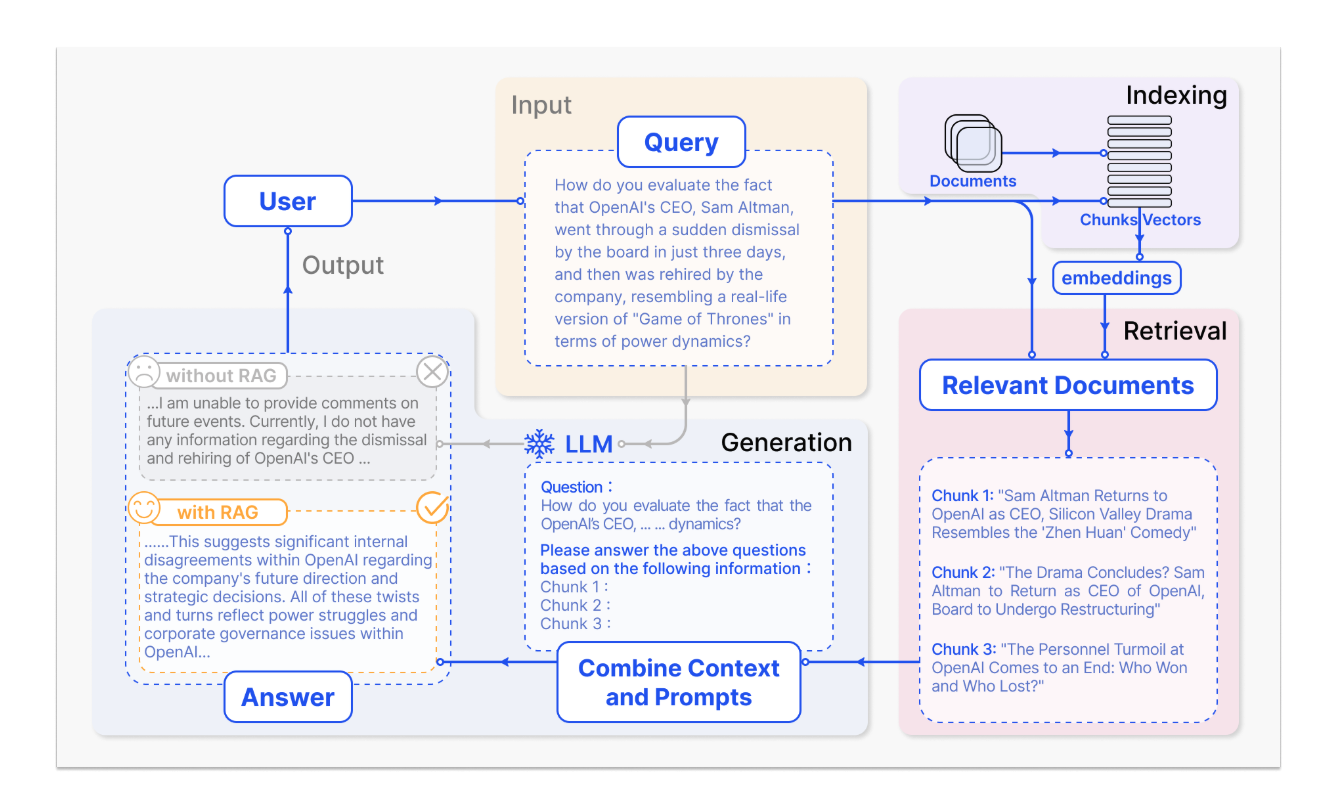 Input
Query
How do you evaluate the fact
that OpenAI's CEO, Sam Altman,
went through a sudden dismissal
by the board in just three days,
and then was rehired by the
company, resembling a real-life
version of "Game of Thrones" in
terms of power dynamics?
Indexing
Documents
Chunks Vectors
embeddings
User
Output
Retrieval
Relevant Documents
Chunk 1: "Sam Altman Returns to
OpenAI as CEO, Silicon Valley Drama
Resembles the 'Zhen Huan' Comedy"
Chunk 2: "The Drama Concludes? Sam
Altman to Return as CEO of OpenAI,
Board to Undergo Restructuring"
Chunk 3: "The Personnel Turmoil at
OpenAI Comes to an End: Who Won
and Who Lost?"
LLM
Generation
Question :
How do you evaluate the fact that the
OpenAI's CEO, ... ... dynamics?
Please answer the above questions
based on the following information :
Chunk 1 :
Chunk 2 :
Chunk 3 :
Combine Context
and Prompts
without RAG
...I am unable to provide comments on
future events. Currently, I do not have
any information regarding the dismissal
and rehiring of OpenAI's CEO ...
with RAG
......This suggests significant internal
disagreements within OpenAI regarding
the company's future direction and
strategic decisions. All of these twists
and turns reflect power struggles and
corporate governance issues within
OpenAI...
Answer